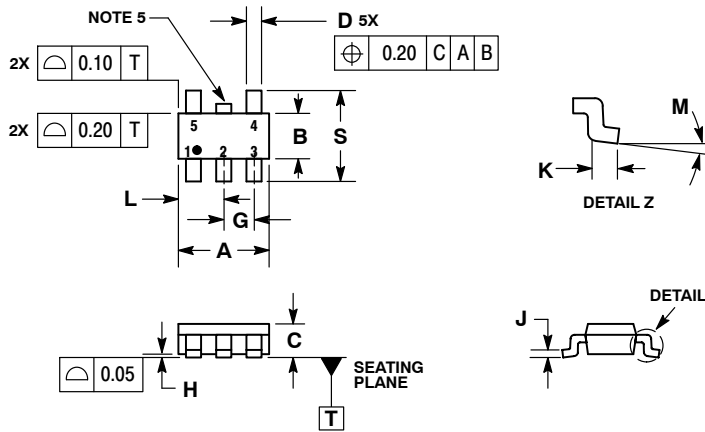 NOTE 5
D 5X
⌖ 0.20 C A B
2X ⌓ 0.10 T
2X ⌓ 0.20 T
5 4
1 2 3
B
S
L
G
A
M
K
DETAIL Z
C
⌓ 0.05
H
SEATING
PLANE
T
J
DETAIL